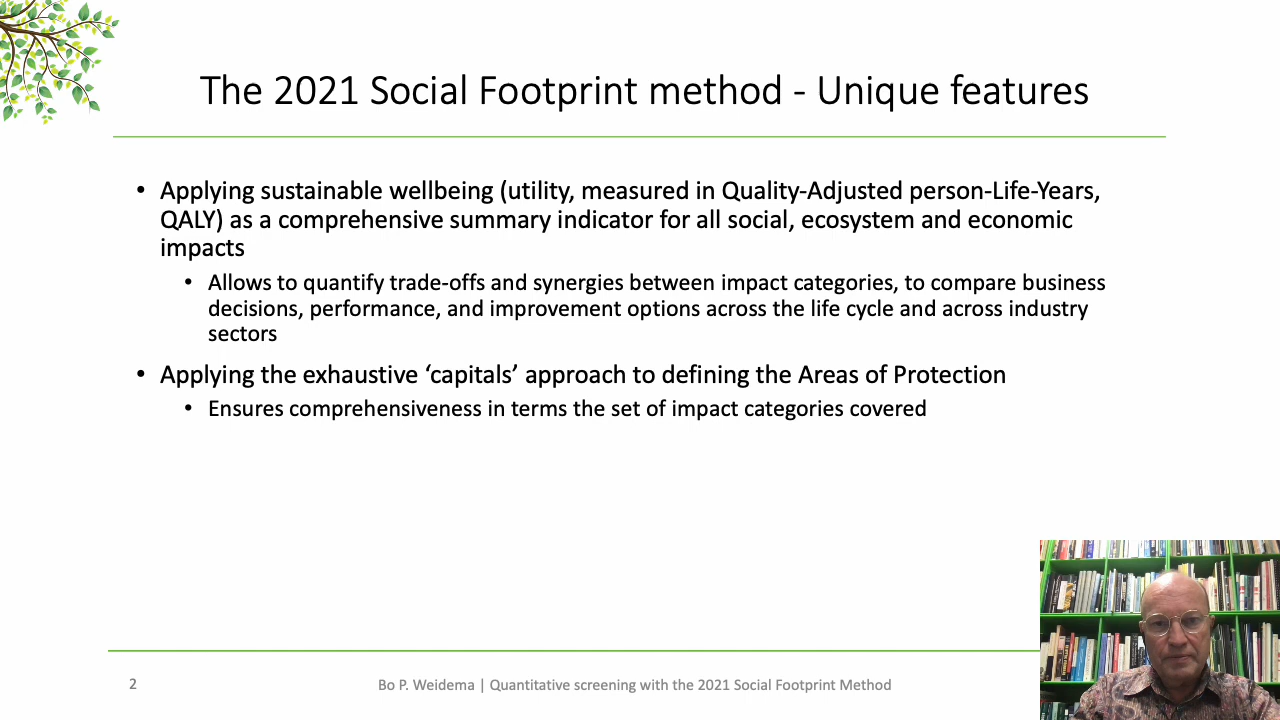 The 2021 Social Footprint method - Unique features
• Applying sustainable wellbeing (utility, measured in Quality-Adjusted person-Life-Years,
QALY) as a comprehensive summary indicator for all social, ecosystem and economic
impacts
• Allows to quantify trade-offs and synergies between impact categories, to compare business
decisions, performance, and improvement options across the life cycle and across industry
sectors
• Applying the exhaustive ‘capitals’ approach to defining the Areas of Protection
• Ensures comprehensiveness in terms the set of impact categories covered
2
Bo P. Weidema | Quantitative screening with the 2021 Social Footprint Method